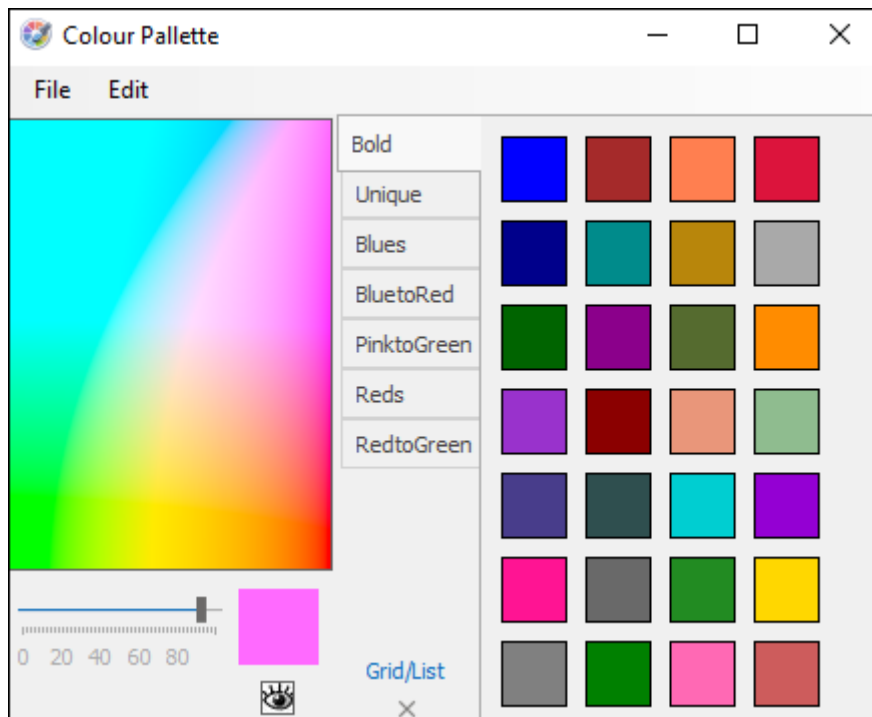 Colour Pallette
File Edit
Bold
Unique
Blues
BluetoRed
PinktoGreen
Reds
RedtoGreen
0 20 40 60 80
Grid/List